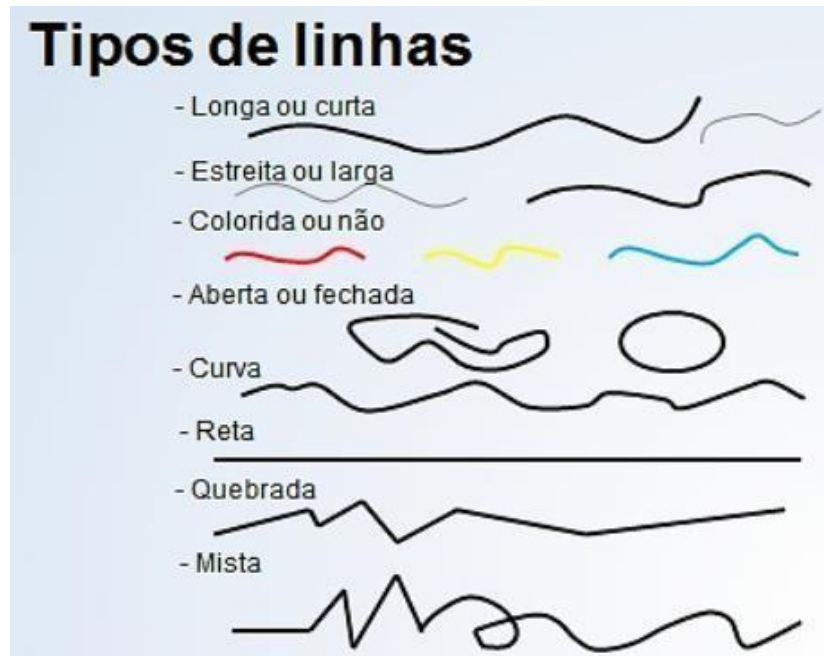 Tipos de linhas
- Longa ou curta
- Estreita ou larga
- Colorida ou não
- Aberta ou fechada
- Curva
- Reta
- Quebrada
- Mista